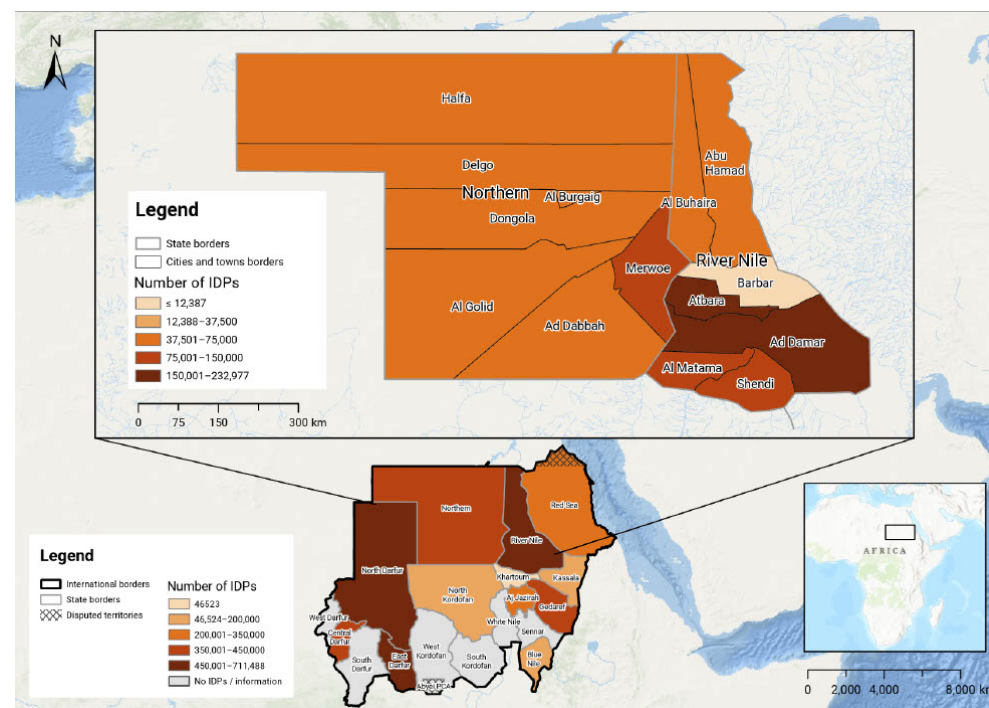 N
Halfa
Delgo
Northern
Al Burgaig
Dongola
Abu
Hamad
Al Buhaira
River Nile
Merwoe
Barbar
Atbara
Al Golid
Ad Dabbah
Ad Damar
Al Matama
Shendi
Legend
State borders
Cities and towns borders
Number of IDPs
≤ 12,387
12,388–37,500
37,501–75,000
75,001–150,000
150,001–232,977
0 75 150 300 km
Northern
Red Sea
River Nile
North Darfur
Khartoum
Kassala
North
Kordofan
Aj Jazirah
Gedaref
West Darfur
White Nile
Central
Darfur
Sennar
South
Darfur
East
Darfur
West
Kordofan
South
Kordofan
Blue
Nile
Abyei PCA
Legend
International borders
State borders
Disputed territories
Number of IDPs
46523
46,524–200,000
200,001–350,000
350,001–450,000
450,001–711,488
No IDPs / information
AFRICA
0 2,000 4,000 8,000 km